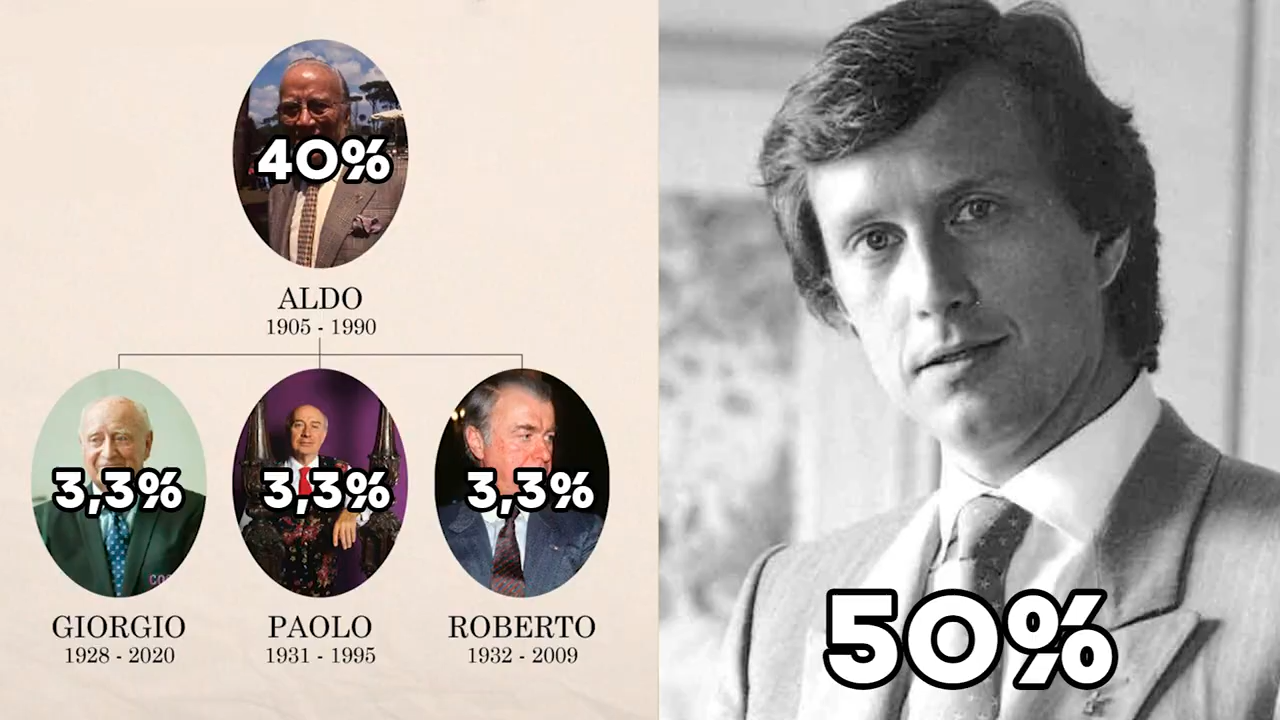 40%
ALDO
1905 - 1990
3,3%
3,3%
3,3%
GIORGIO
1928 - 2020
PAOLO
1931 - 1995
ROBERTO
1932 - 2009
50%